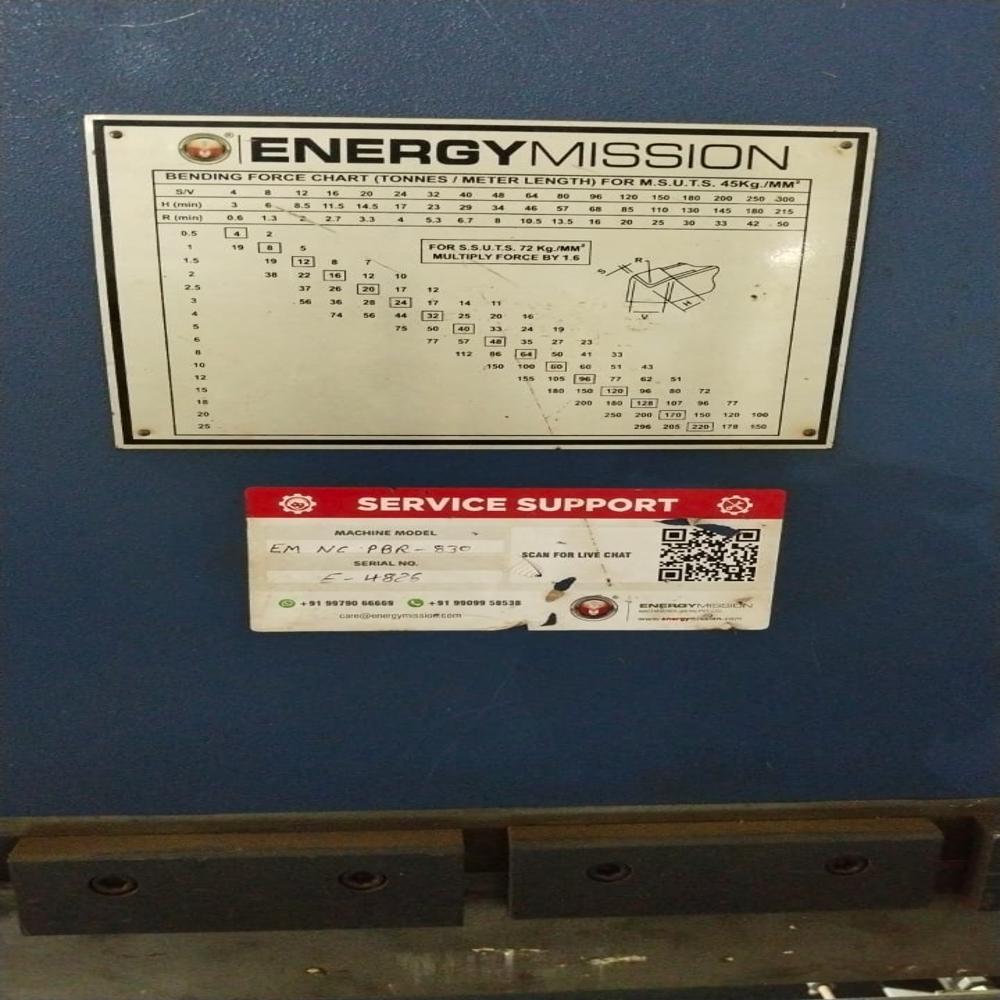 ENERGYMISSION
BENDING FORCE CHART (TONNES / METER LENGTH) FOR M.S.U.T.S. 45Kg./MM²
S/V 4 8 12 16 20 24 32 40 48 64 80 96 120 150 180 200 250 300
H (min) 3 6 8.5 11.5 14.5 17 23 29 34 46 57 68 85 110 130 145 180 215
R (min) 0.6 1.3 2 2.7 3.3 4 5.3 6.7 8 10.5 13.5 16 20 25 30 33 42 50
0.5 4 2
1 19 8 5
FOR S.S.U.T.S. 72 Kg./MM²
MULTIPLY FORCE BY 1.6
1.5 19 12 8 7
2 38 22 16 12 10
2.5 37 26 20 17 12
3 56 36 28 24 17 14 11
4 74 56 44 32 25 20 16
5 75 50 40 33 24 19
6 77 57 48 35 27 23
8 112 86 64 50 41 33
10 150 100 80 60 51 43
12 155 105 96 77 62 51
15 180 150 120 96 80 72
18 200 180 128 107 96 77
20 250 200 170 150 120 100
25 296 205 220 178 150
S R H V
SERVICE SUPPORT
MACHINE MODEL
EM NC PBR-830
SERIAL NO.
E-4826
SCAN FOR LIVE CHAT
+91 99790 66669 +91 99099 58538
care@energymission.com
ENERGYMISSION
www.energymission.com